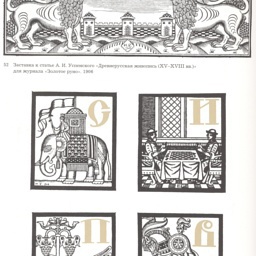 52 Заставка к статье А. И. Успенского «Древнерусская живопись (XV–XVIII вв.)»
для журнала «Золотое руно». 1906
С И
П В